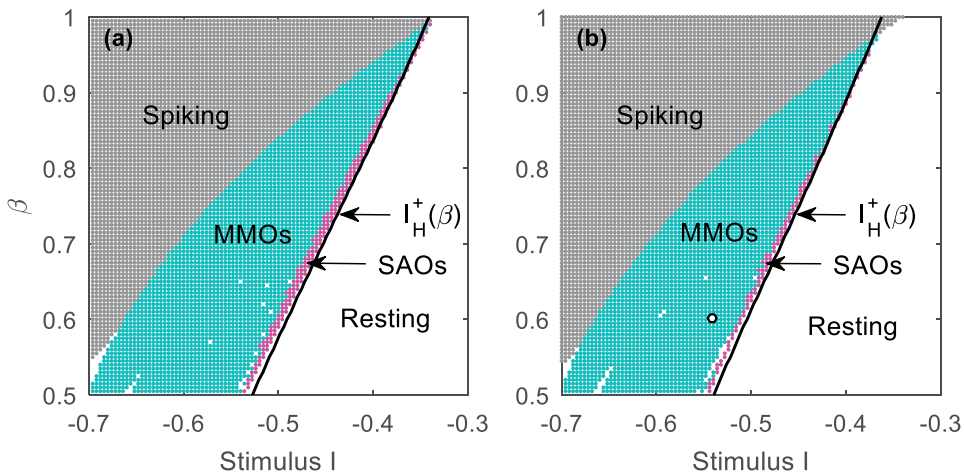 (a)
1
0.9
0.8
0.7
0.6
0.5
β
Spiking
MMOs
I_H^+(β)
SAOs
Resting
-0.7 -0.6 -0.5 -0.4 -0.3
Stimulus I
(b)
1
0.9
0.8
0.7
0.6
0.5
Spiking
MMOs
I_H^+(β)
SAOs
Resting
-0.7 -0.6 -0.5 -0.4 -0.3
Stimulus I